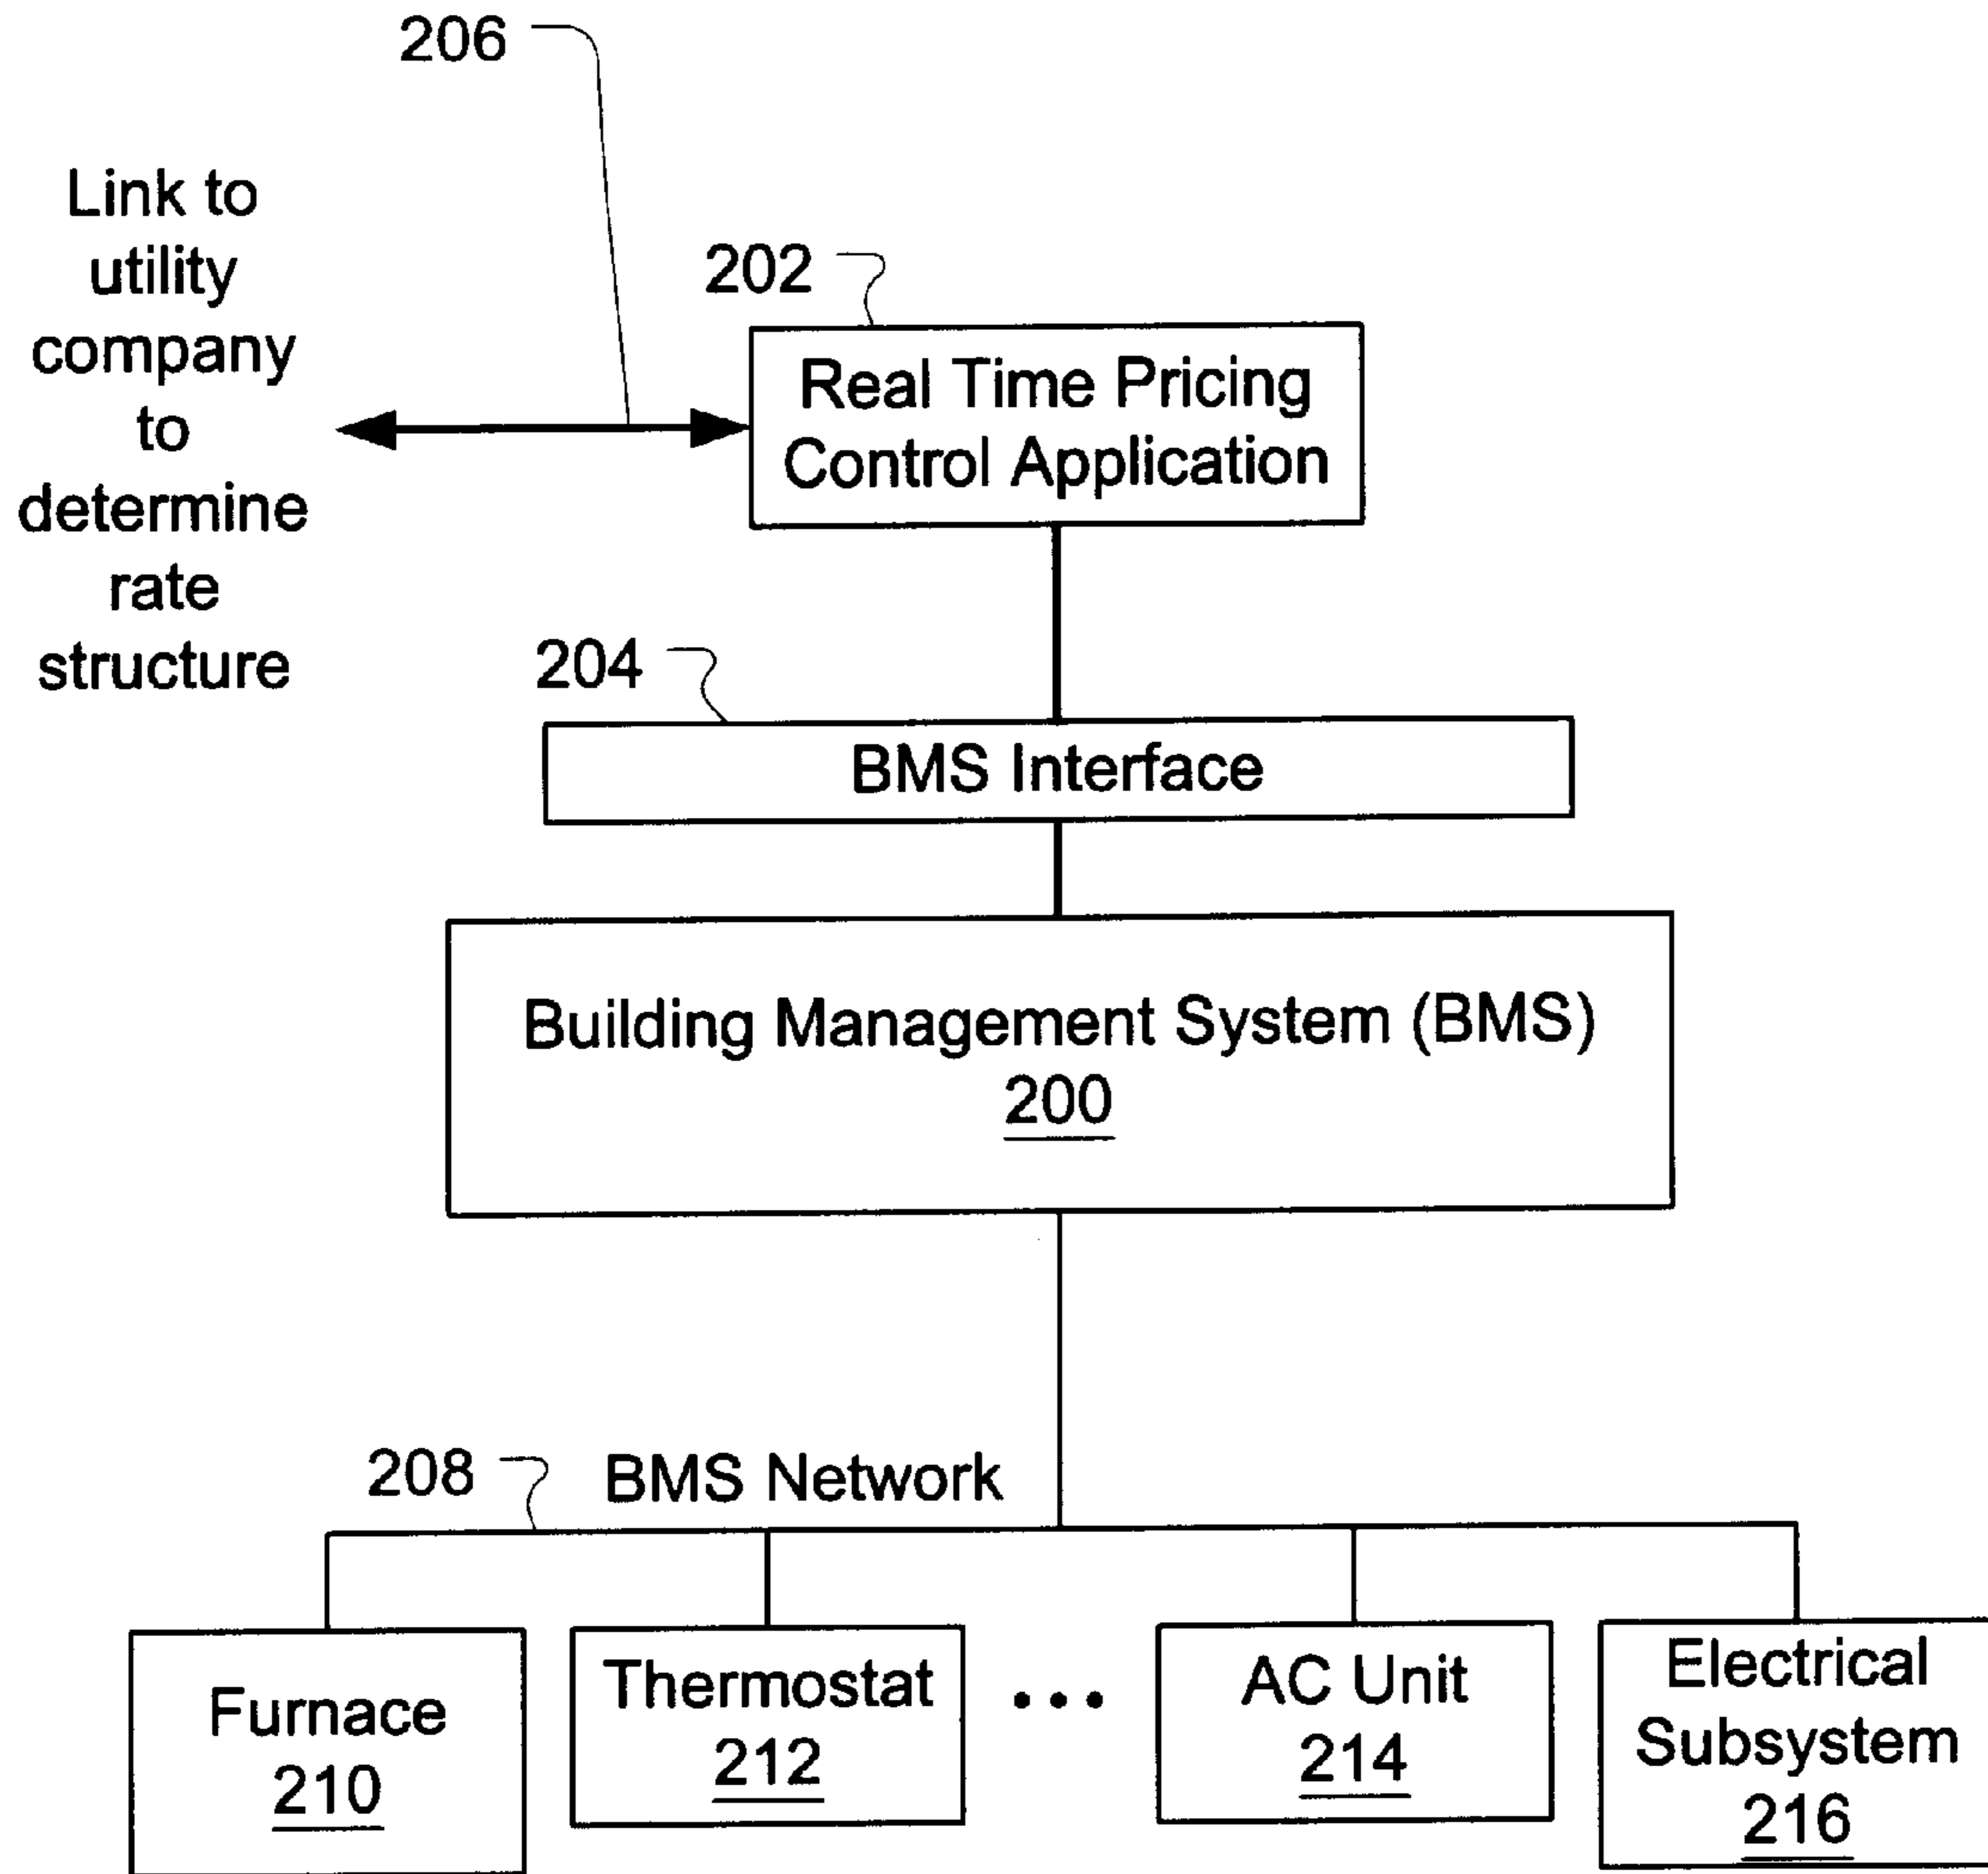 206
Link to
utility
company
to
determine
rate
structure
202
Real Time Pricing
Control Application
204
BMS Interface
Building Management System (BMS)
200
208
BMS Network
Furnace
210
Thermostat
212
• • •
AC Unit
214
Electrical
Subsystem
216